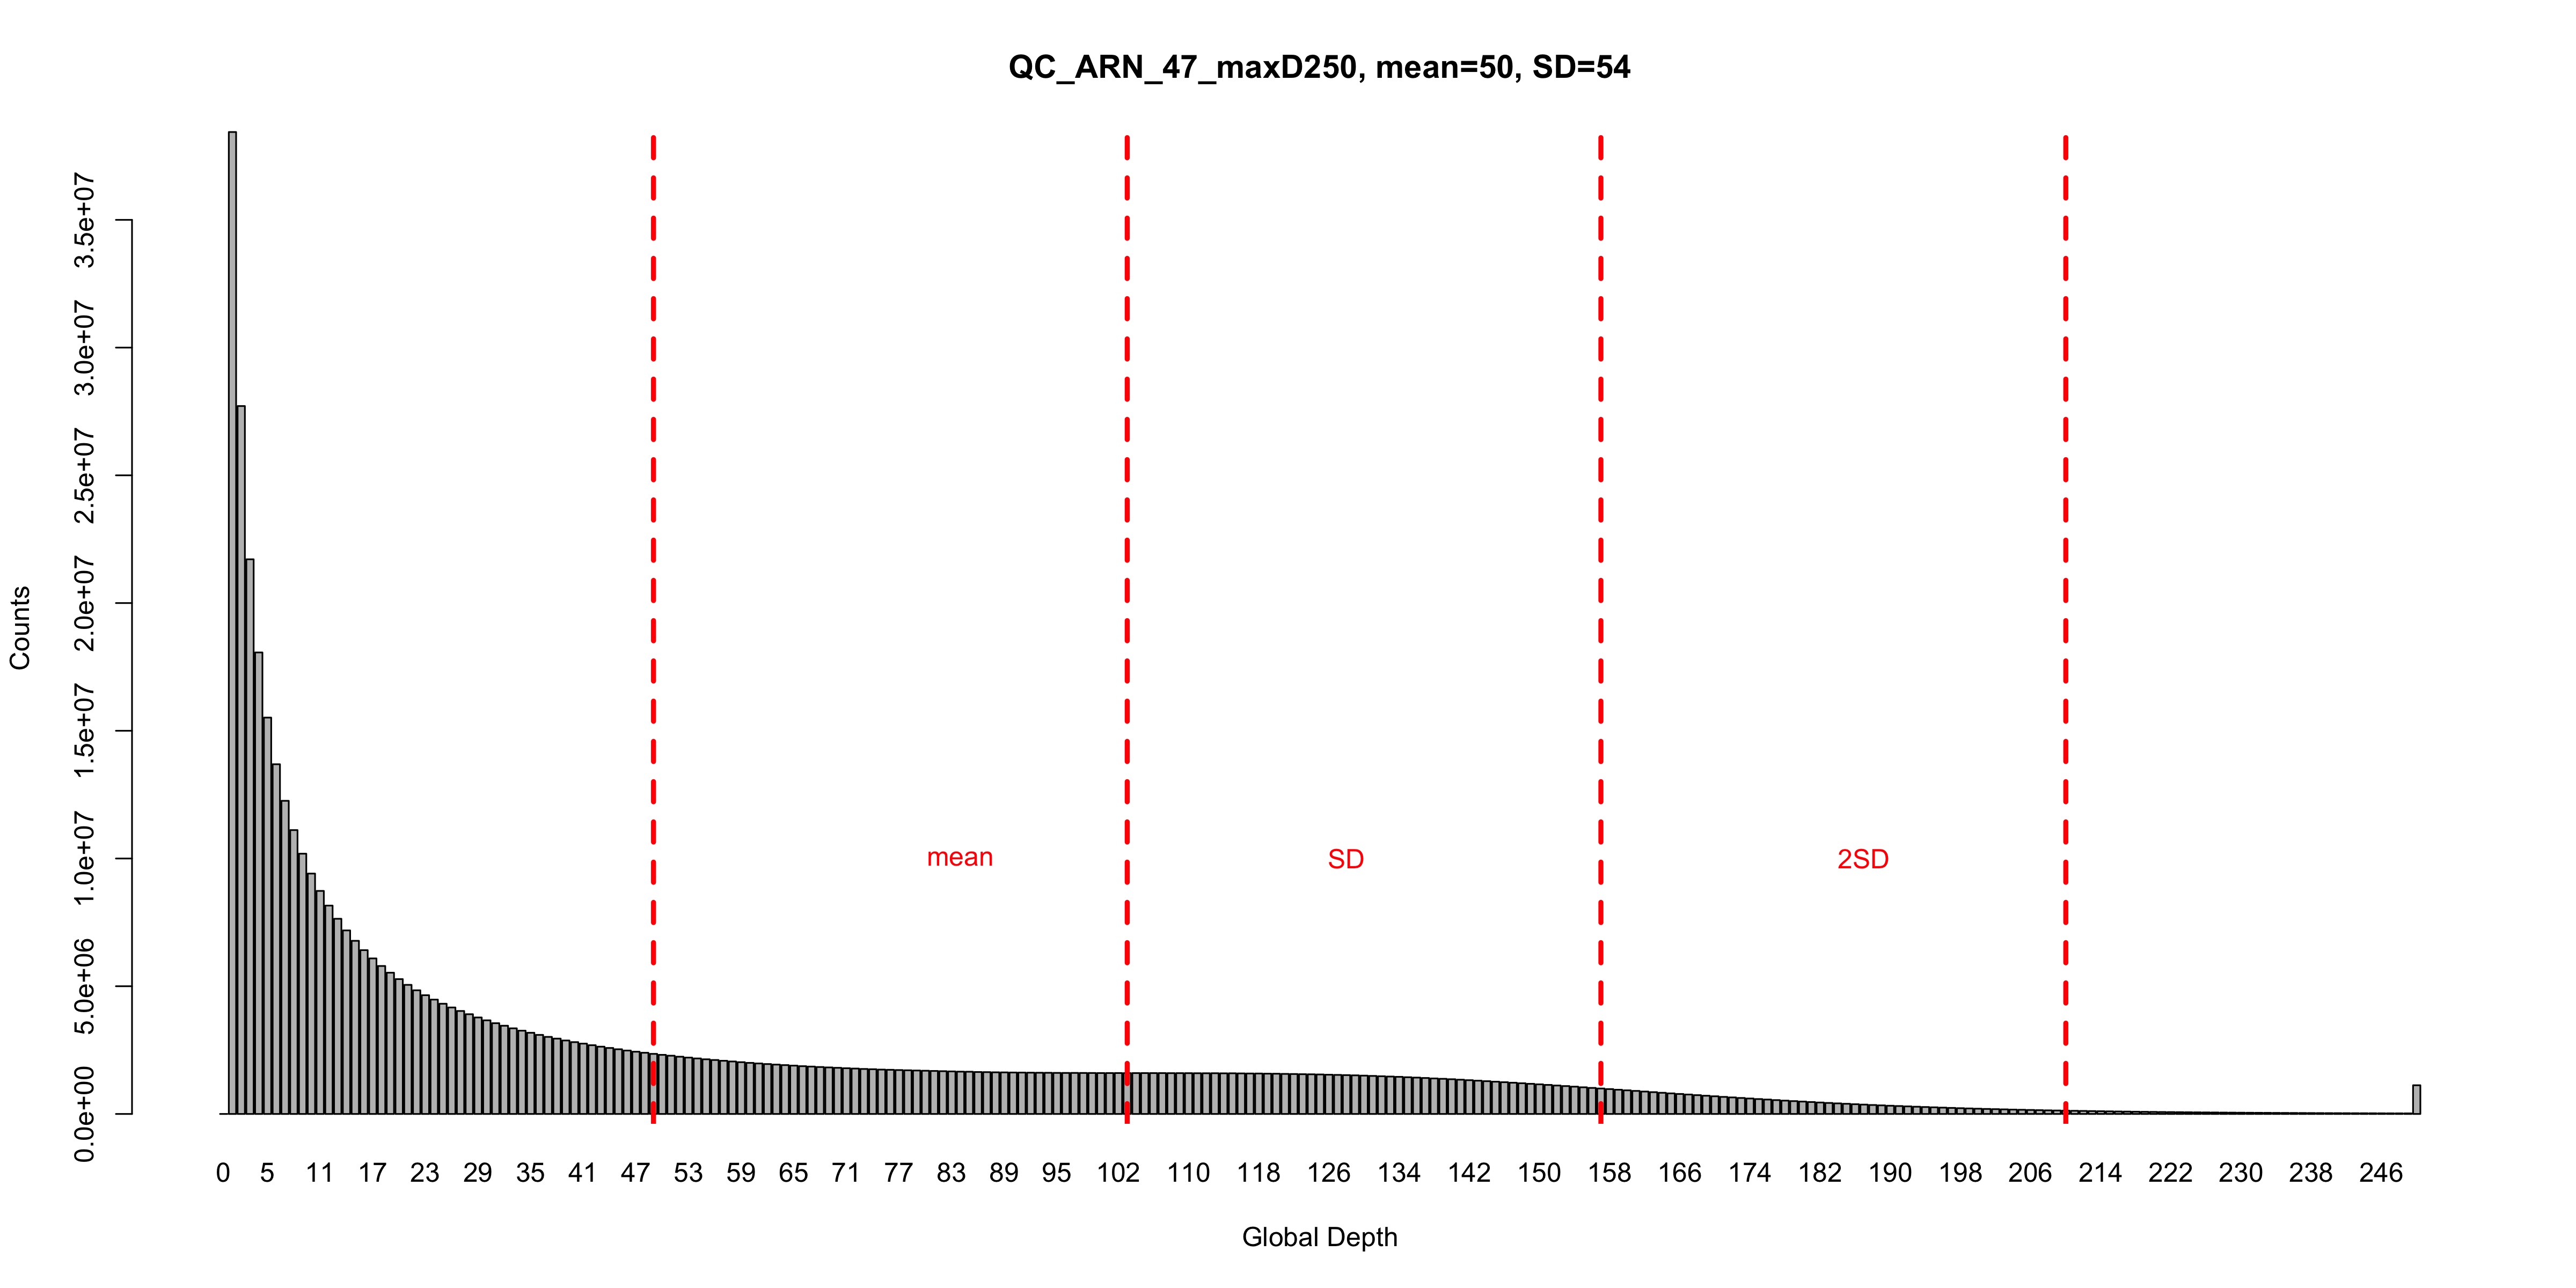 QC_ARN_47_maxD250, mean=50, SD=54
3.5e+07
3.0e+07
2.5e+07
2.0e+07
1.5e+07
1.0e+07
5.0e+06
0.0e+00
Counts
mean SD 2SD
0 5 11 17 23 29 35 41 47 53 59 65 71 77 83 89 95 102 110 118 126 134 142 150 158 166 174 182 190 198 206 214 222 230 238 246
Global Depth